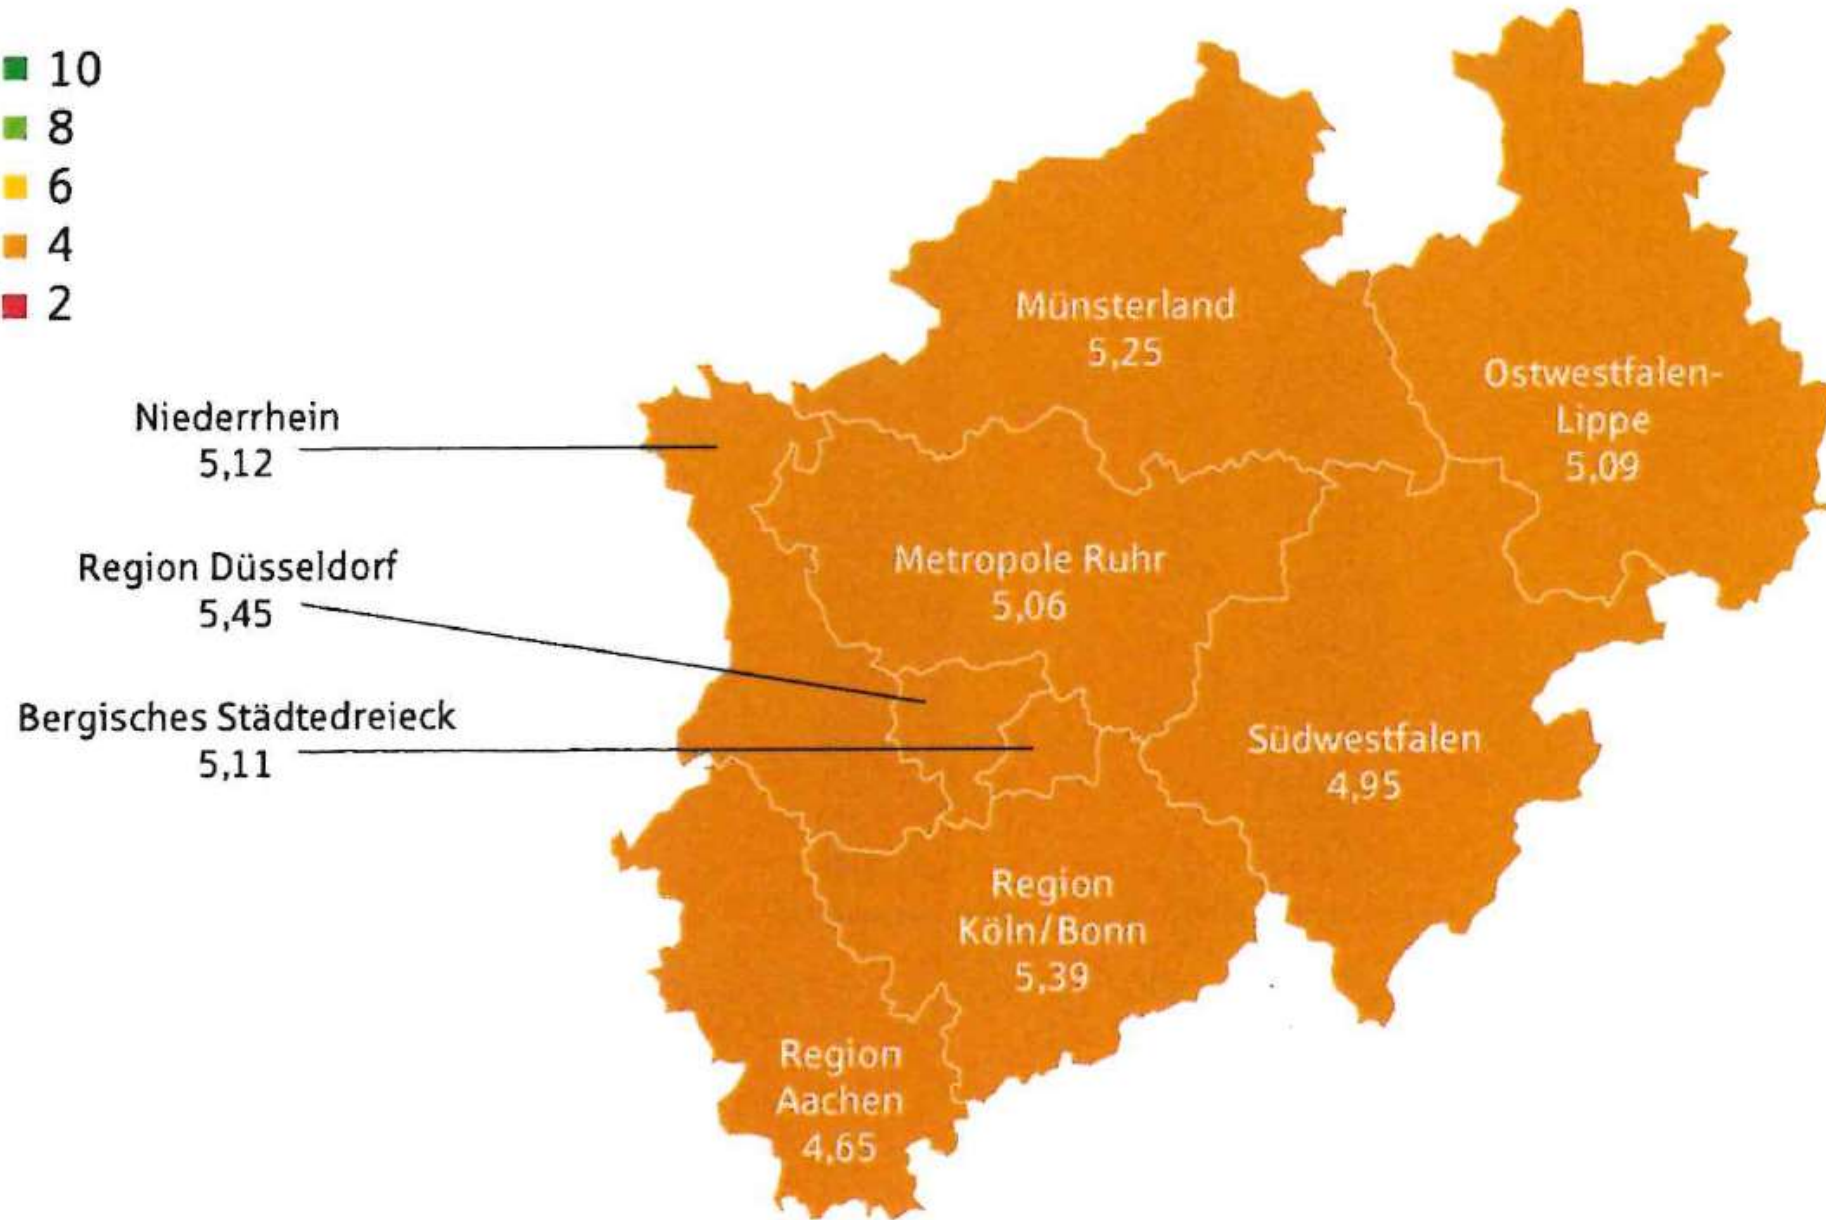 10
8
6
4
2
Münsterland
5,25
Ostwestfalen-
Lippe
5,09
Niederrhein
5,12
Metropole Ruhr
5,06
Region Düsseldorf
5,45
Bergisches Städtedreieck
5,11
Südwestfalen
4,95
Region
Köln/Bonn
5,39
Region
Aachen
4,65